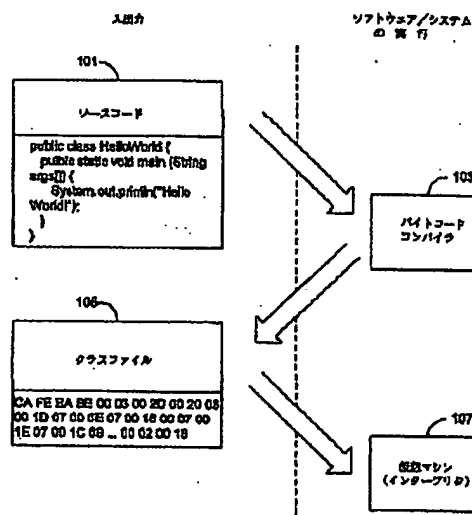 入出力
ソフトウェア/システム
の 実 行
101
ソースコード
public class HelloWorld {
public static void main (String
args[]) {
System.out.println("Hello
World!");
}
}
103
バイトコード
コンパイラ
105
クラスファイル
CA FE BA BE 00 03 00 2D 00 20 08
00 1D 07 00 0E 07 00 16 00 07 00
1E 07 00 1C 08 ... 00 02 00 18
107
仮想マシン
(インタープリタ)